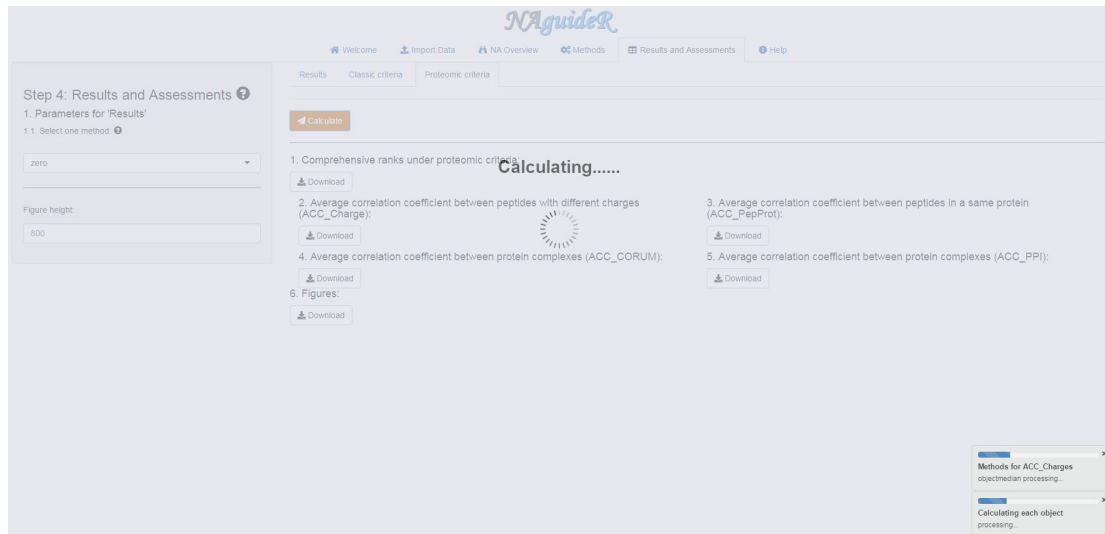 NAguideR
Welcome
Import Data
NA Overview
Methods
Results and Assessments
Help
Step 4: Results and Assessments
1. Parameters for 'Results'
1.1. Select one method:
zero
Figure height:
800
Results
Classic criteria
Proteomic criteria
Calculate
1. Comprehensive ranks under proteomic criteria:
Calculating......
Download
2. Average correlation coefficient between peptides with different charges
(ACC_Charge):
Download
3. Average correlation coefficient between peptides in a same protein
(ACC_PepProt):
Download
4. Average correlation coefficient between protein complexes (ACC_CORUM):
Download
5. Average correlation coefficient between protein complexes (ACC_PPI):
Download
6. Figures:
Download
Methods for ACC_Charges
objectmedian processing...
Calculating each object
processing...